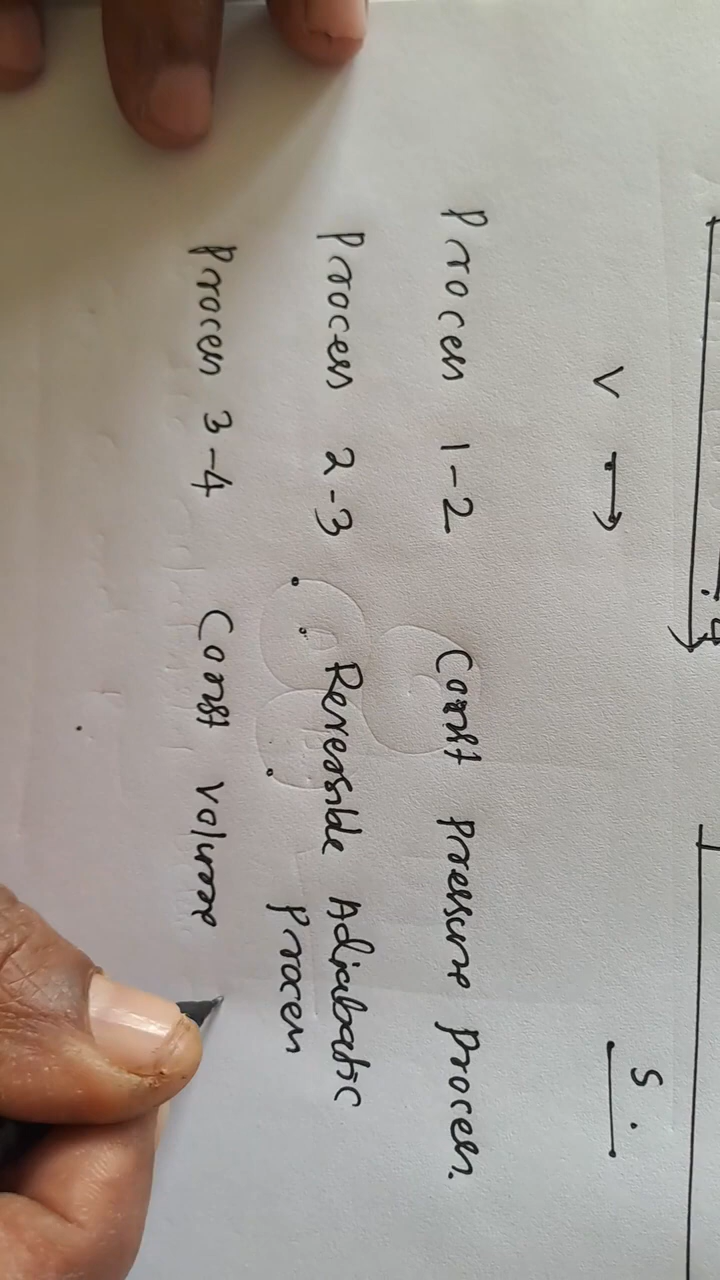 V → S
Process 1-2 Const pressure process.
Process 2-3 Reversible Adiabatic
process
Process 3-4 Const volume